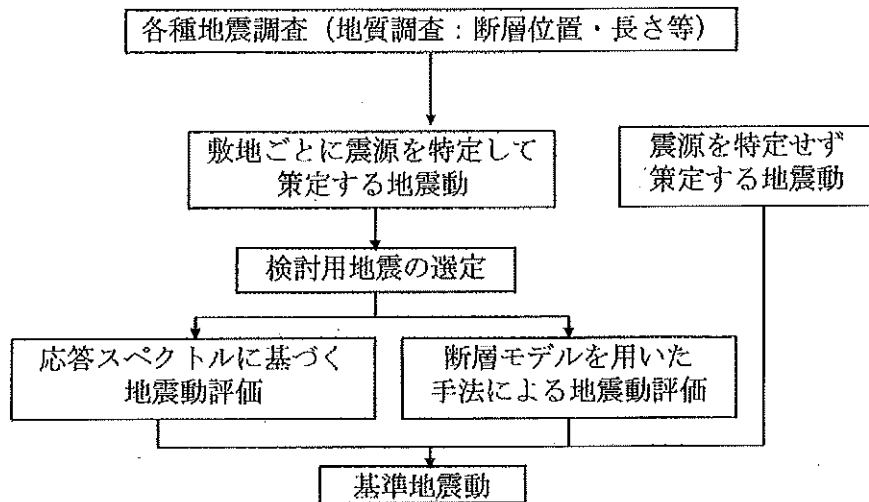 各種地震調査（地質調査：断層位置・長さ等）
敷地ごとに震源を特定して
策定する地震動
震源を特定せず
策定する地震動
検討用地震の選定
応答スペクトルに基づく
地震動評価
断層モデルを用いた
手法による地震動評価
基準地震動